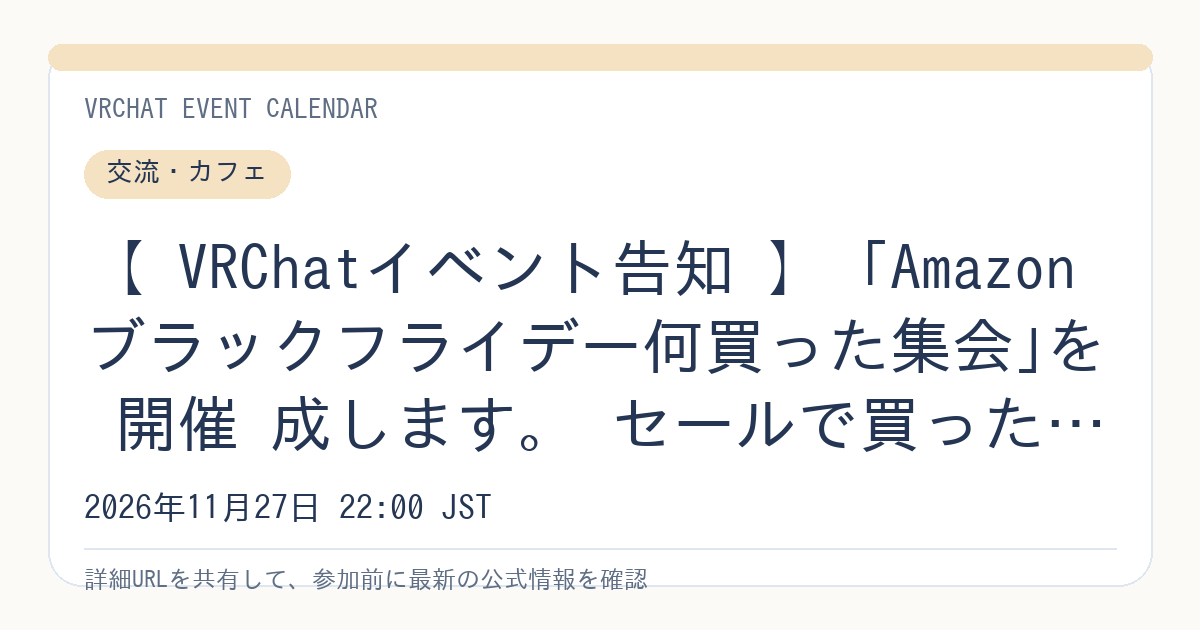 VRCHAT EVENT CALENDAR
交流・カフェ
【 VRChatイベント告知 】 「Amazon
ブラックフライデー何買った集会」を
開催 成します。 セールで買った…
2026年11月27日 22:00 JST
詳細URLを共有して、参加前に最新の公式情報を確認